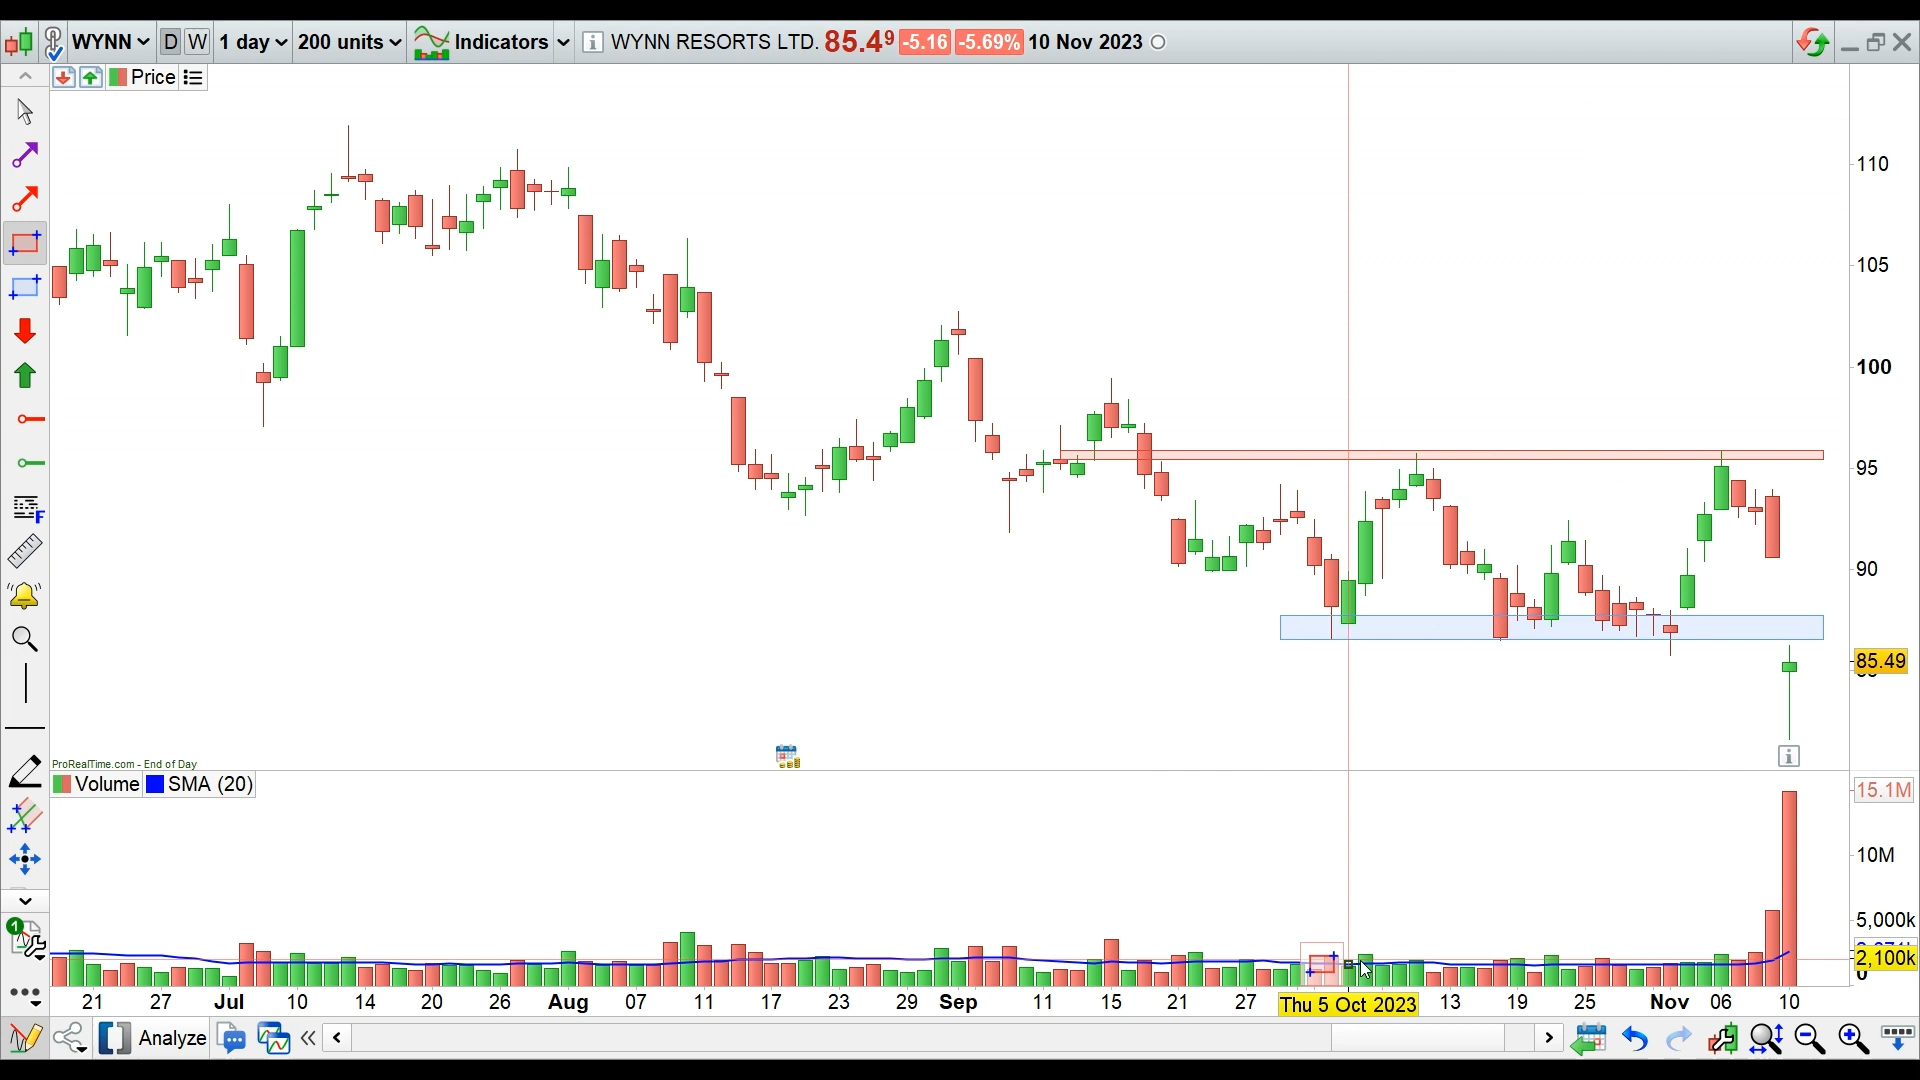 WYNN D W 1 day 200 units Indicators i WYNN RESORTS LTD. 85.49 -5.16 -5.69% 10 Nov 2023
Price
110
105
100
95
90
85.49
i
ProRealTime.com - End of Day
Volume SMA (20)
15.1M
10M
5,000k
2,100k
0
F
1
21 27 Jul 10 14 20 26 Aug 07 11 17 23 29 Sep 11 15 21 27 Thu 5 Oct 2023 13 19 25 Nov 06 10
Analyze